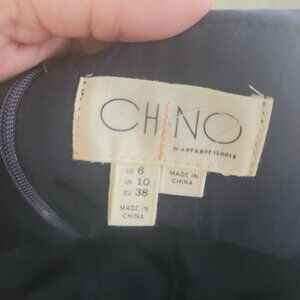 CHINO
by ANTHROPOLOGIE
US 6
UK 10
EU 38
MADE IN
CHINA
MADE IN
CHINA